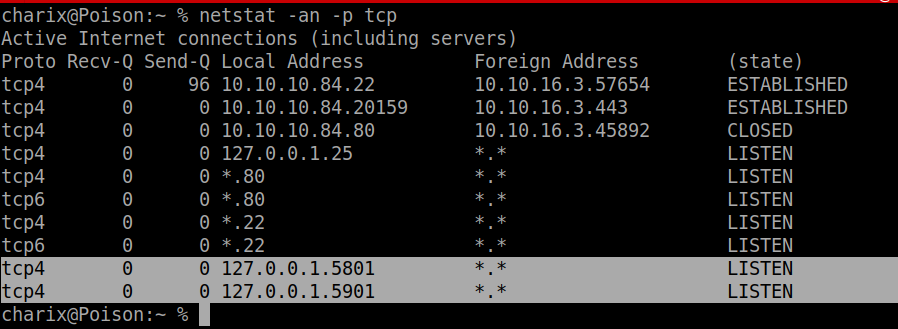 charix@Poison:~ % netstat -an -p tcp
Active Internet connections (including servers)
Proto Recv-Q Send-Q Local Address          Foreign Address        (state)
tcp4       0     96 10.10.10.84.22         10.10.16.3.57654       ESTABLISHED
tcp4       0      0 10.10.10.84.20159      10.10.16.3.443         ESTABLISHED
tcp4       0      0 10.10.10.84.80         10.10.16.3.45892       CLOSED
tcp4       0      0 127.0.0.1.25           *.*                    LISTEN
tcp4       0      0 *.80                   *.*                    LISTEN
tcp6       0      0 *.80                   *.*                    LISTEN
tcp4       0      0 *.22                   *.*                    LISTEN
tcp6       0      0 *.22                   *.*                    LISTEN
tcp4       0      0 127.0.0.1.5801         *.*                    LISTEN
tcp4       0      0 127.0.0.1.5901         *.*                    LISTEN
charix@Poison:~ %